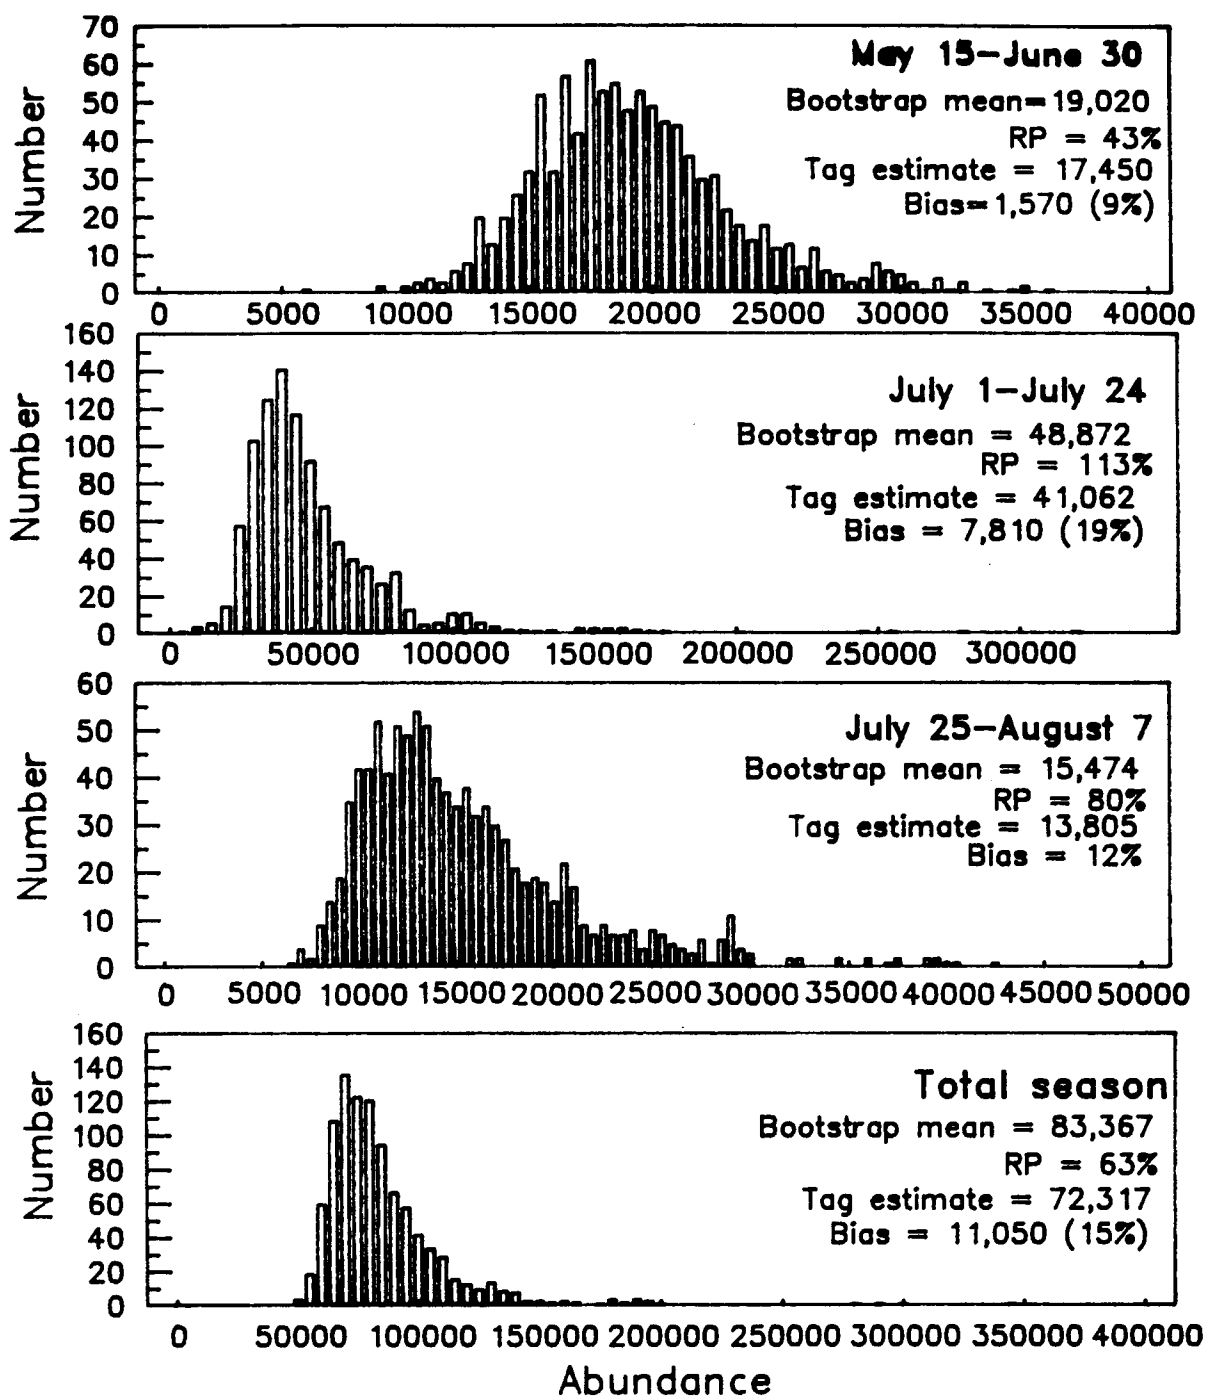 70
60
50
40
30
20
10
0
Number
May 15-June 30
Bootstrap mean=19,020
RP = 43%
Tag estimate = 17,450
Bias=1,570 (9%)
0 5000 10000 15000 20000 25000 30000 35000 40000
160
140
120
100
80
60
40
20
0
Number
July 1-July 24
Bootstrap mean = 48,872
RP = 113%
Tag estimate = 41,062
Bias = 7,810 (19%)
0 50000 100000 150000 200000 250000 300000
60
50
40
30
20
10
0
Number
July 25-August 7
Bootstrap mean = 15,474
RP = 80%
Tag estimate = 13,805
Bias = 12%
0 5000 10000 15000 20000 25000 30000 35000 40000 45000 50000
160
140
120
100
80
60
40
20
0
Number
Total season
Bootstrap mean = 83,367
RP = 63%
Tag estimate = 72,317
Bias = 11,050 (15%)
0 50000 100000 150000 200000 250000 300000 350000 400000
Abundance